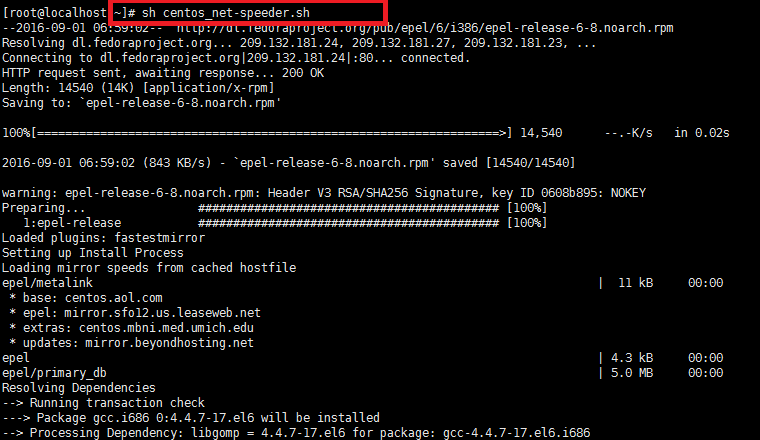 [root@localhost ~]# sh centos_net-speeder.sh
--2016-09-01 06:59:02-- http://dl.fedoraproject.org/pub/epel/6/i386/epel-release-6-8.noarch.rpm
Resolving dl.fedoraproject.org... 209.132.181.24, 209.132.181.27, 209.132.181.23, ...
Connecting to dl.fedoraproject.org|209.132.181.24|:80... connected.
HTTP request sent, awaiting response... 200 OK
Length: 14540 (14K) [application/x-rpm]
Saving to: `epel-release-6-8.noarch.rpm'
100%[==================================================================>] 14,540 --.-K/s in 0.02s
2016-09-01 06:59:02 (843 KB/s) - `epel-release-6-8.noarch.rpm' saved [14540/14540]
warning: epel-release-6-8.noarch.rpm: Header V3 RSA/SHA256 Signature, key ID 0608b895: NOKEY
Preparing... ########################################### [100%]
1:epel-release ########################################### [100%]
Loaded plugins: fastestmirror
Setting up Install Process
Loading mirror speeds from cached hostfile
epel/metalink | 11 kB 00:00
* base: centos.aol.com
* epel: mirror.sfo12.us.leaseweb.net
* extras: centos.mbni.med.umich.edu
* updates: mirror.beyondhosting.net
epel | 4.3 kB 00:00
epel/primary_db | 5.0 MB 00:00
Resolving Dependencies
--> Running transaction check
---> Package gcc.i686 0:4.4.7-17.el6 will be installed
--> Processing Dependency: libgomp = 4.4.7-17.el6 for package: gcc-4.4.7-17.el6.i686